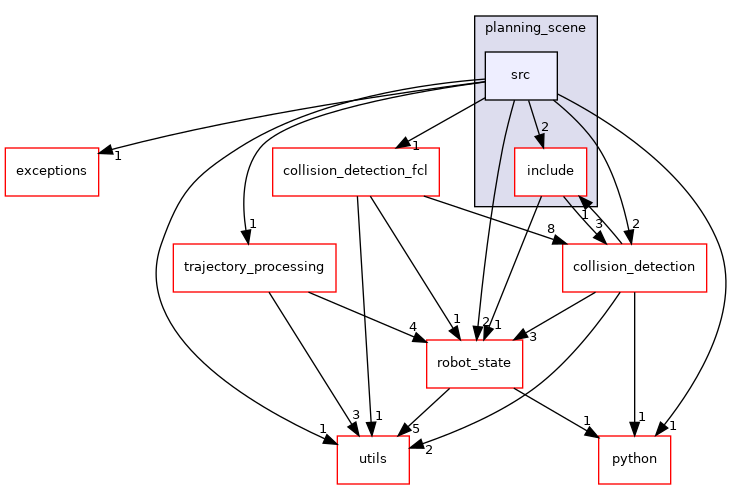 planning_scene
src
2
1
1
exceptions
collision_detection_fcl
include
1
1
3
2
8
trajectory_processing
collision_detection
1
2
1
4
3
robot_state
3
1
1
1
1
1
5
2
utils
python